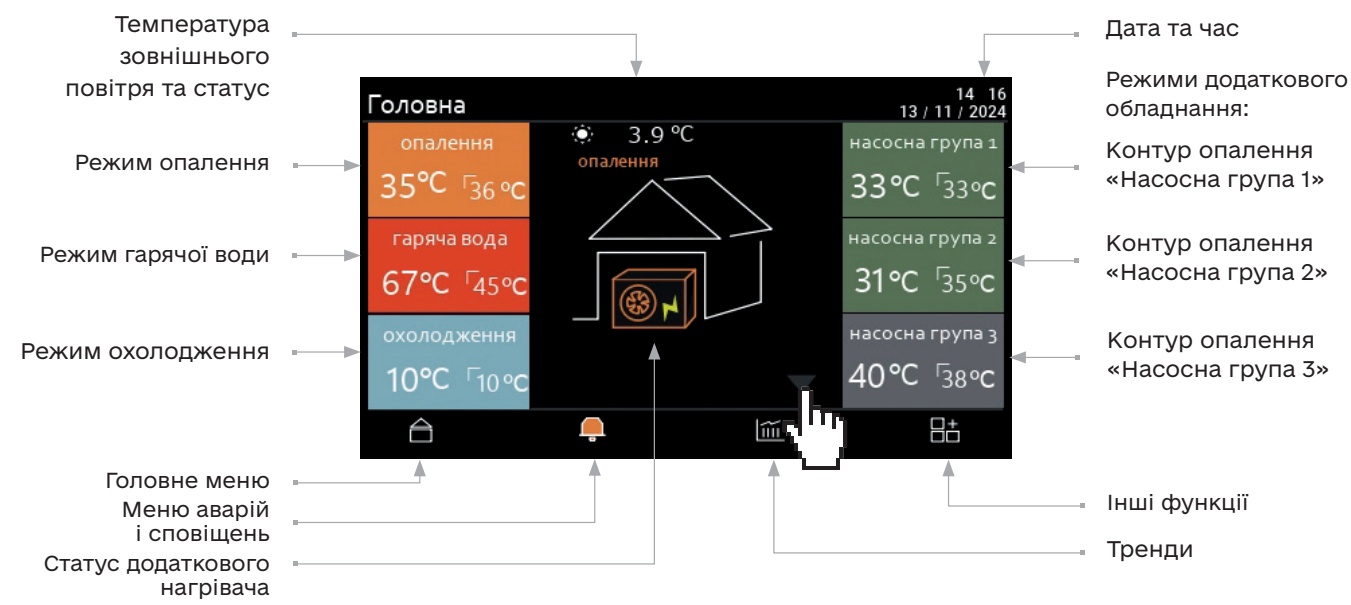 Температура
зовнішнього
повітря та статус
Режим опалення
Режим гарячої води
Режим охолодження
Головне меню
Меню аварій
і сповіщень
Статус додаткового
нагрівача
Головна
14 16
13 / 11 / 2024
опалення
35°C 36 °C
гаряча вода
67°C 45°C
охолодження
10°C 10 °C
3.9 °C
опалення
насосна група 1
33°C 33°C
насосна група 2
31°C 35°C
насосна група 3
40°C 38°C
Дата та час
Режими додаткового
обладнання:
Контур опалення
«Насосна група 1»
Контур опалення
«Насосна група 2»
Контур опалення
«Насосна група 3»
Інші функції
Тренди